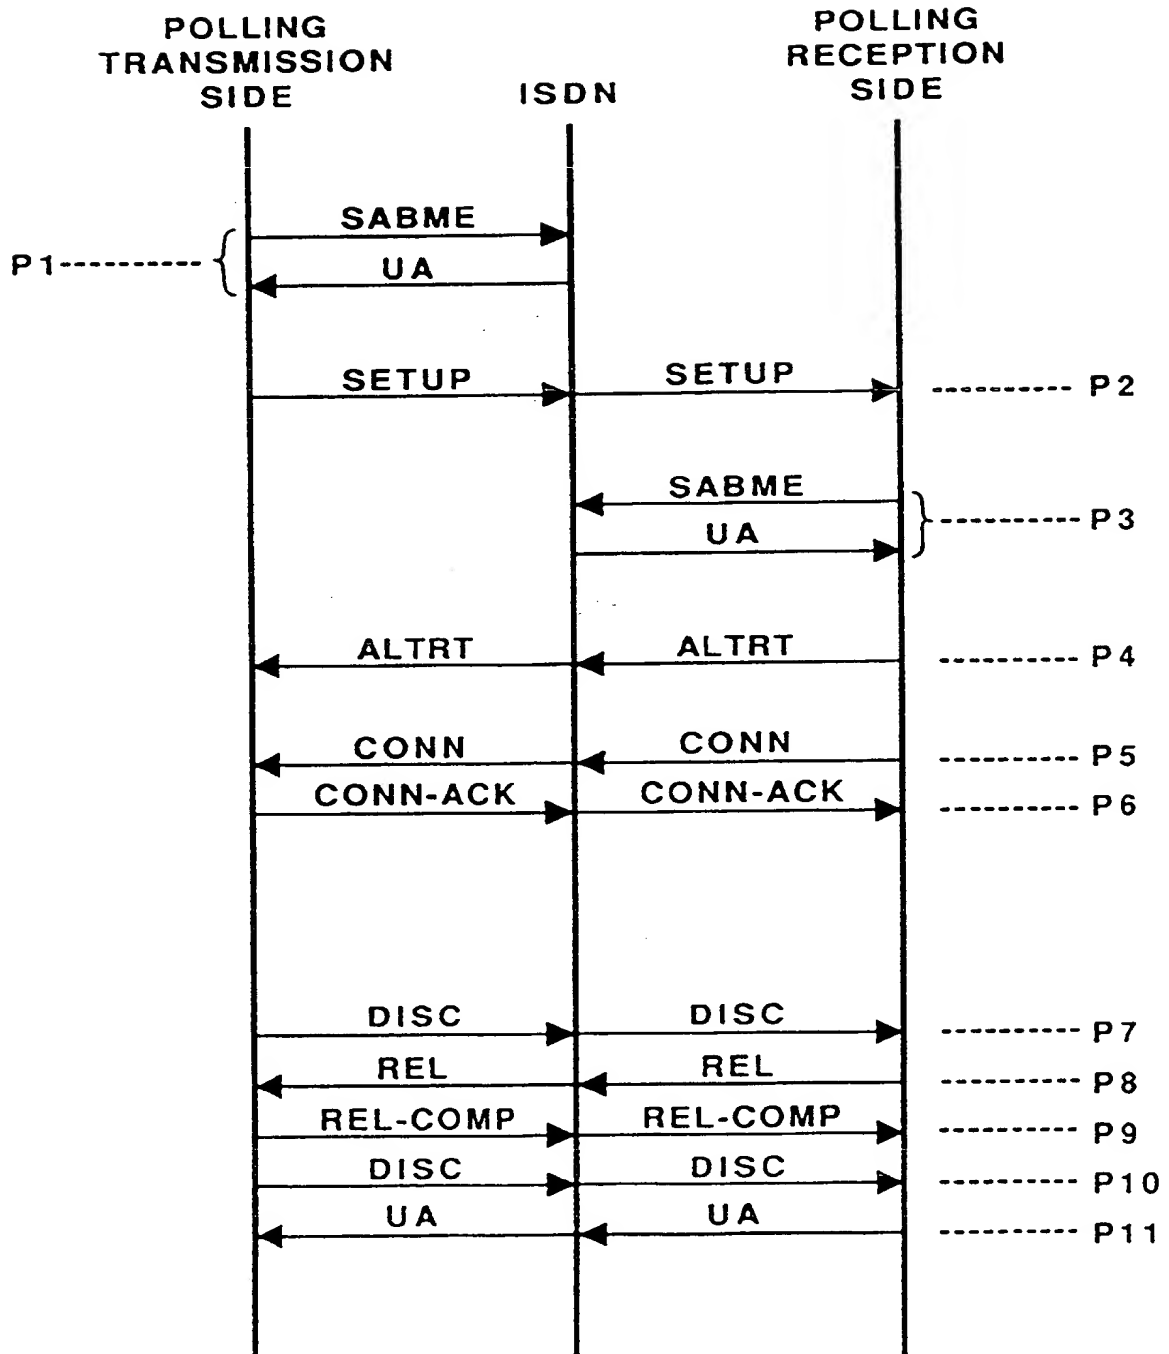 POLLING
TRANSMISSION
SIDE
ISDN
POLLING
RECEPTION
SIDE
SABME
P1
UA
SETUP
SETUP
P2
SABME
P3
UA
ALTRT
ALTRT
P4
CONN
CONN
P5
CONN-ACK
CONN-ACK
P6
DISC
DISC
P7
REL
REL
P8
REL-COMP
REL-COMP
P9
DISC
DISC
P10
UA
UA
P11